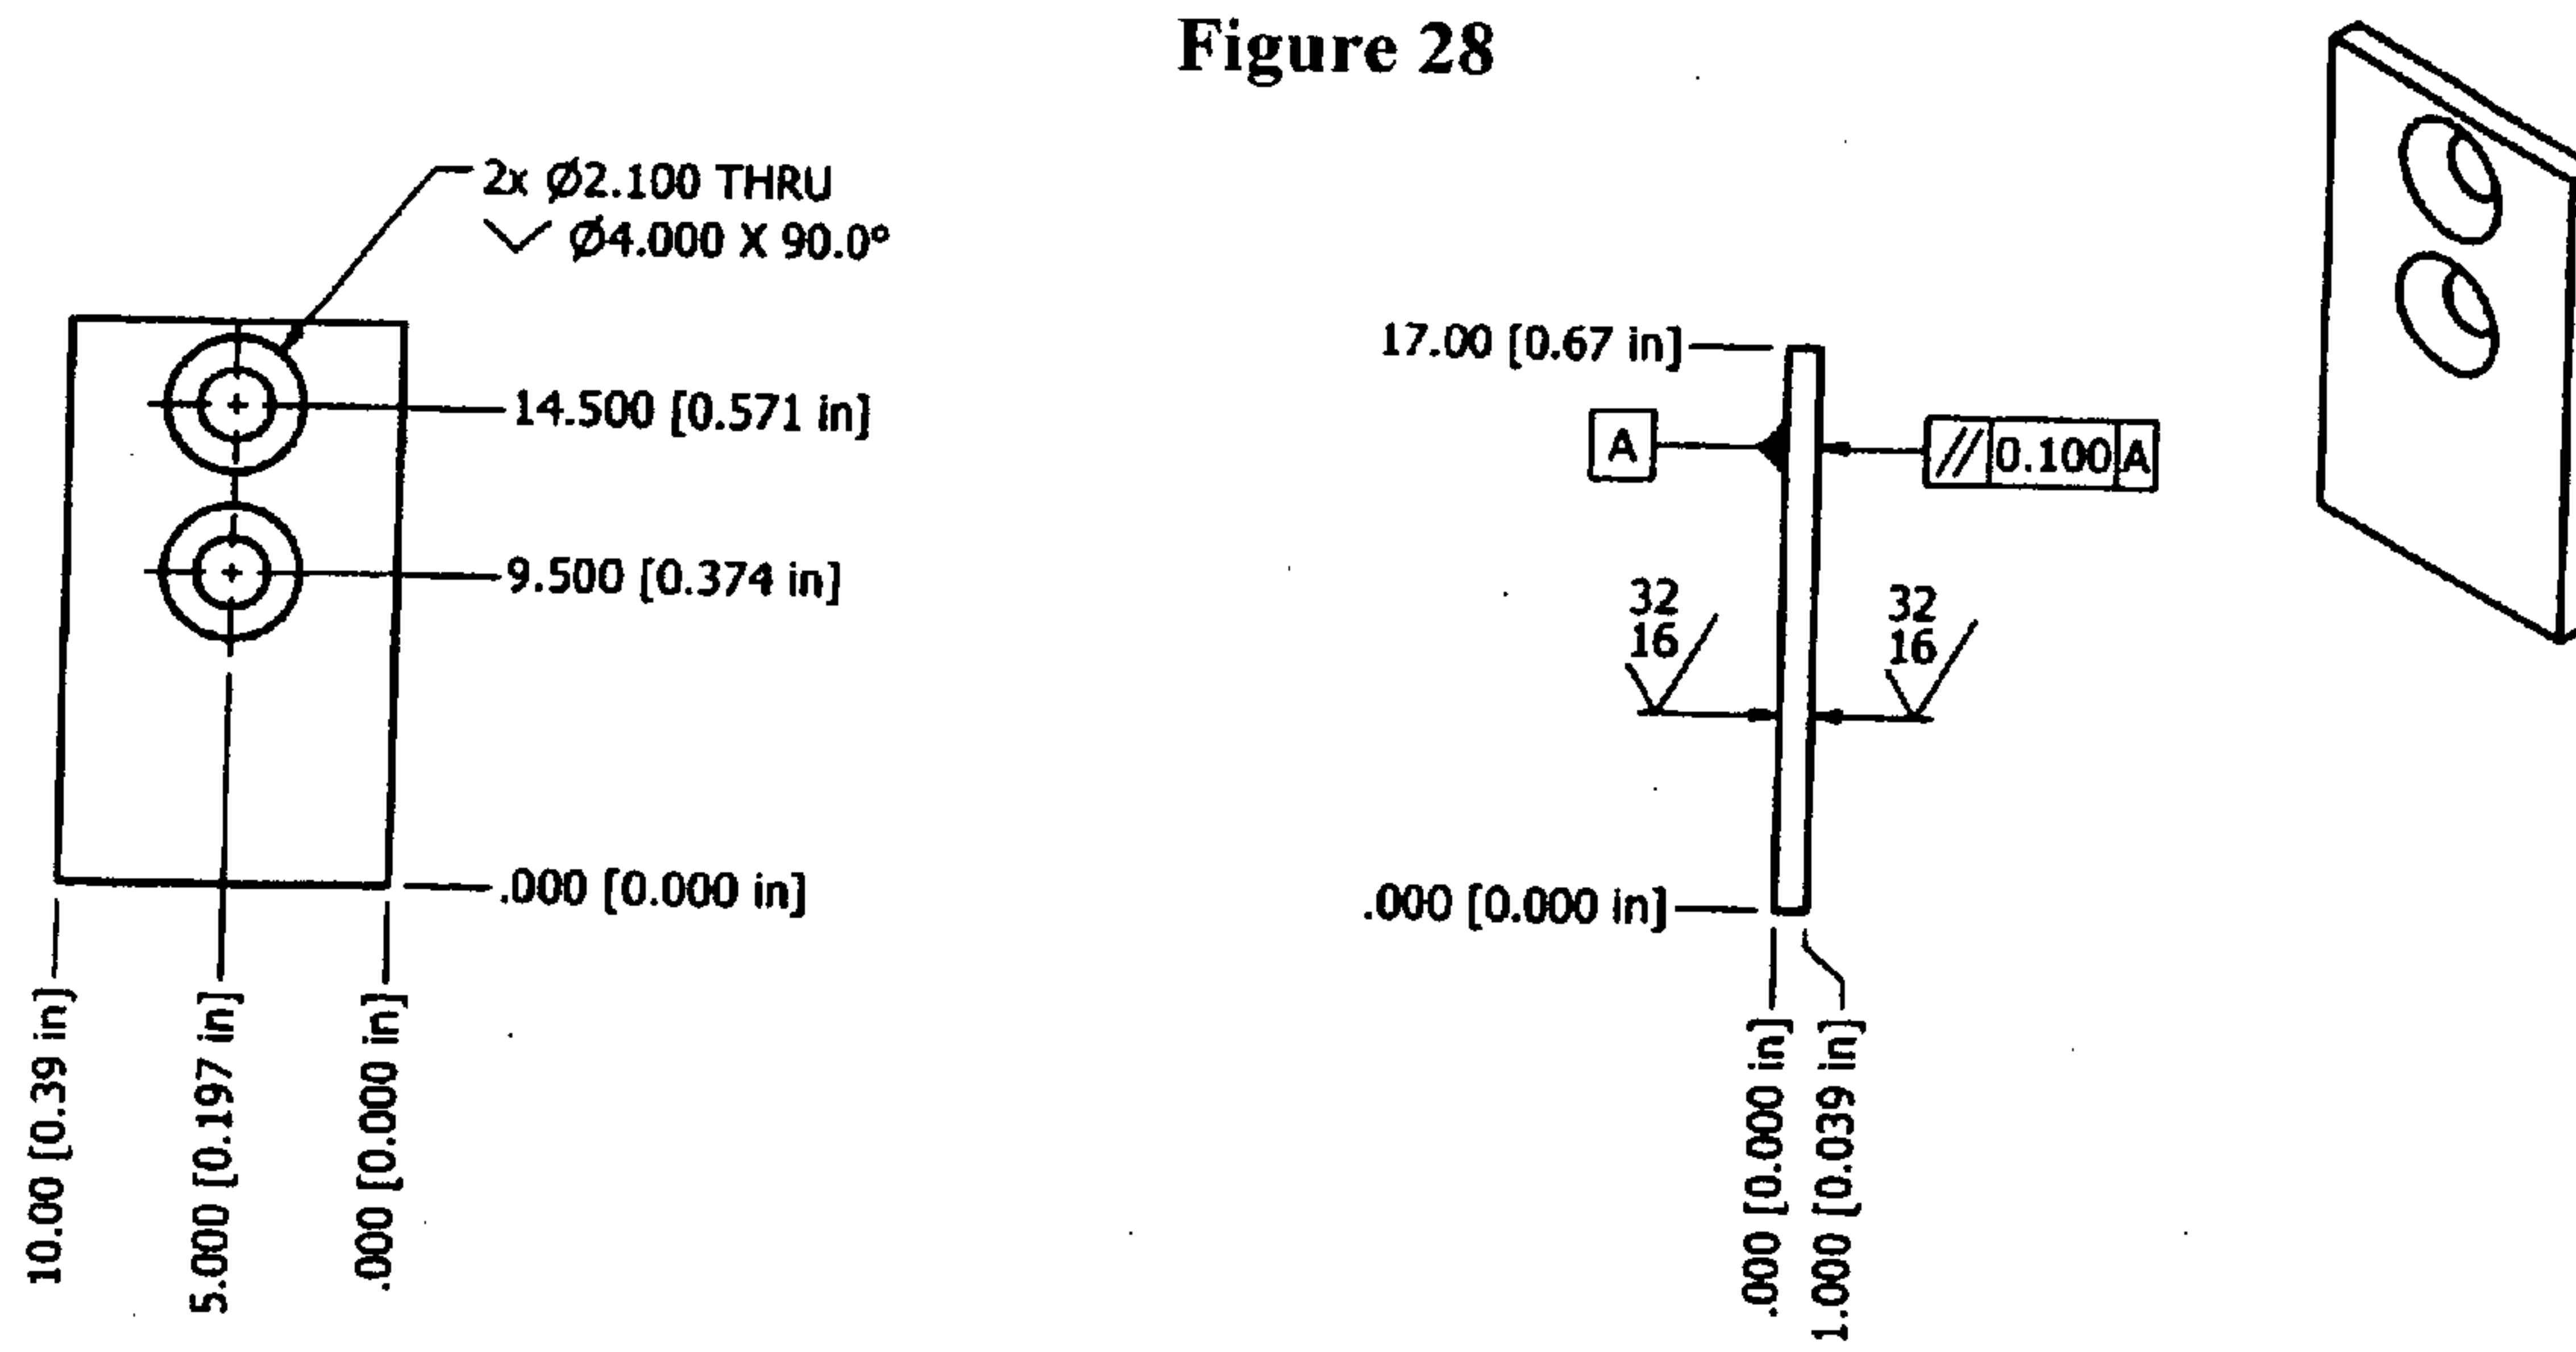 Figure 28
2x Ø2.100 THRU
⌵ Ø4.000 X 90.0°
14.500 [0.571 in]
9.500 [0.374 in]
.000 [0.000 in]
10.00 [0.39 in]
5.000 [0.197 in]
.000 [0.000 in]
17.00 [0.67 in]
A
// 0.100 A
32
16
32
16
.000 [0.000 in]
.000 [0.000 in]
1.000 [0.039 in]